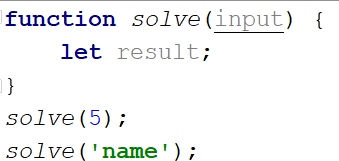 function solve(input) {
    let result;
}
solve(5);
solve('name');